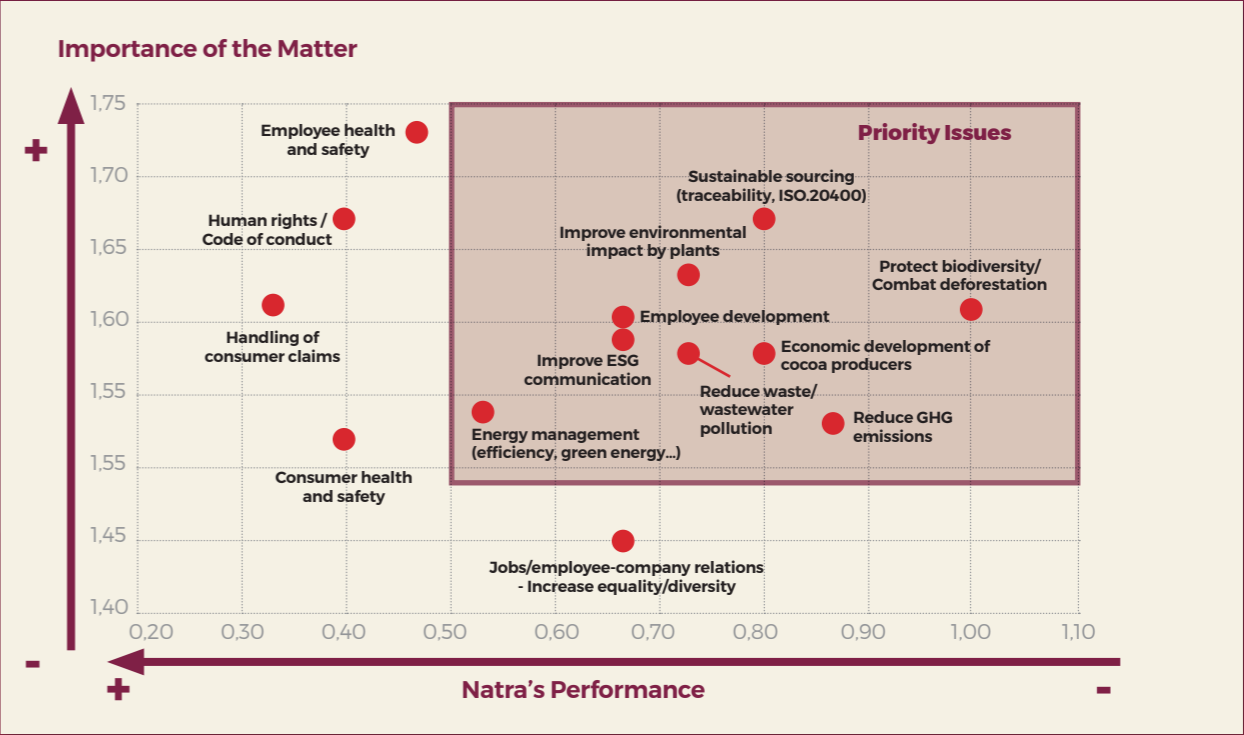 Importance of the Matter
1,75
+
Employee health
and safety
Priority Issues
1,70
Sustainable sourcing
(traceability, ISO.20400)
Human rights /
Code of conduct
1,65
Improve environmental
impact by plants
Protect biodiversity/
Combat deforestation
1,60
Employee development
Handling of
consumer claims
Improve ESG
communication
Economic development of
cocoa producers
1,55
Reduce waste/
wastewater
pollution
Reduce GHG
emissions
Energy management
(efficiency, green energy...)
1,55
Consumer health
and safety
1,45
Jobs/employee-company relations
- Increase equality/diversity
1,40
0,20 0,30 0,40 0,50 0,60 0,70 0,80 0,90 1,00 1,10
-
+
Natra’s Performance
-